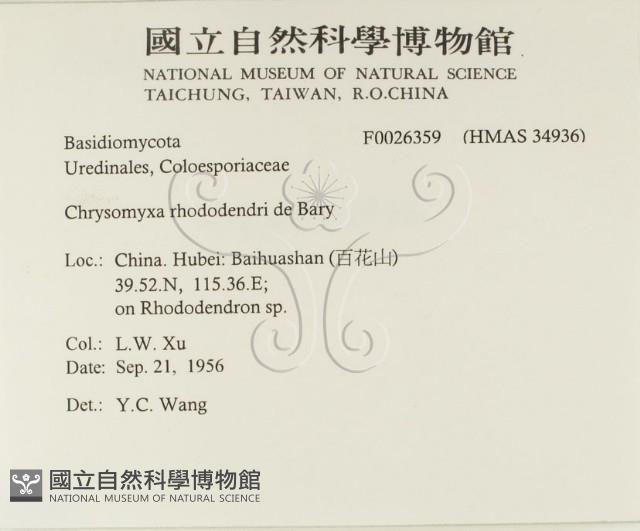 國立自然科學博物館
NATIONAL MUSEUM OF NATURAL SCIENCE
TAICHUNG, TAIWAN, R.O.CHINA
Basidiomycota F0026359 (HMAS 34936)
Uredinales, Coloesporiaceae
Chrysomyxa rhododendri de Bary
Loc.: China. Hubei: Baihuashan (百花山)
39.52.N, 115.36.E;
on Rhododendron sp.
Col.: L.W. Xu
Date: Sep. 21, 1956
Det.: Y.C. Wang
國立自然科學博物館
NATIONAL MUSEUM OF NATURAL SCIENCE